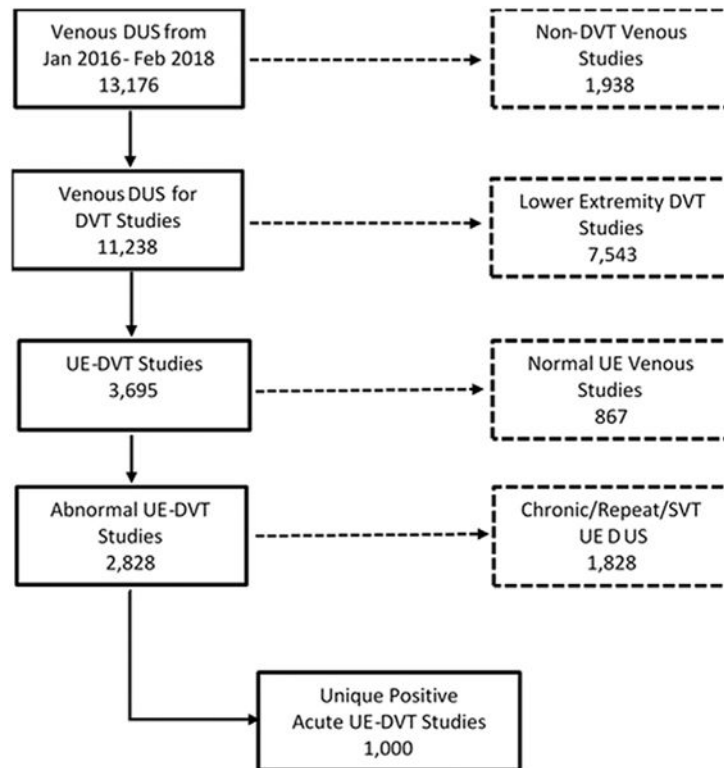 Venous DUS from
Jan 2016- Feb 2018
13,176
Non-DVT Venous
Studies
1,938
Venous DUS for
DVT Studies
11,238
Lower Extremity DVT
Studies
7,543
UE-DVT Studies
3,695
Normal UE Venous
Studies
867
Abnormal UE-DVT
Studies
2,828
Chronic/Repeat/SVT
UE DUS
1,828
Unique Positive
Acute UE-DVT Studies
1,000